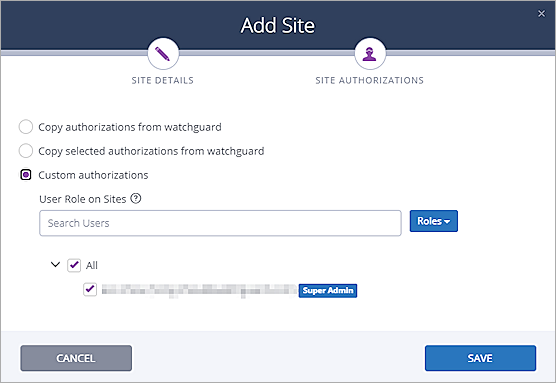 Add Site
×
SITE DETAILS
SITE AUTHORIZATIONS
Copy authorizations from watchguard
Copy selected authorizations from watchguard
Custom authorizations
User Role on Sites ?
Search Users
Roles
All
Super Admin
CANCEL
SAVE